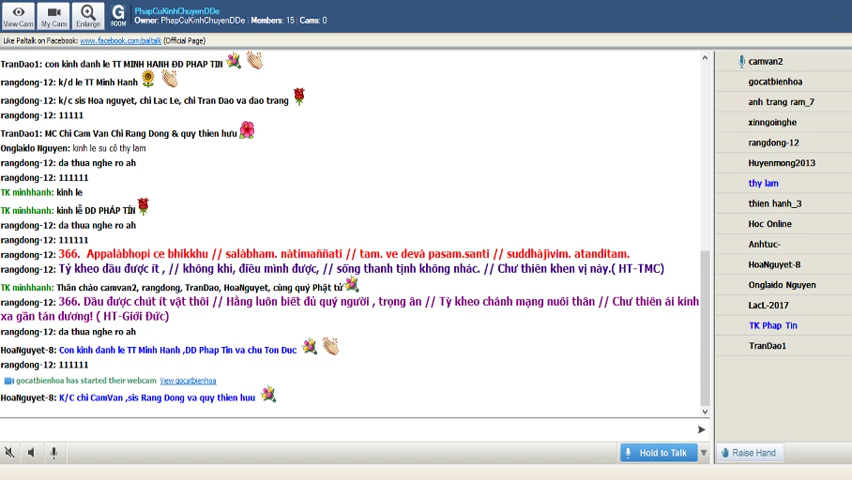 PhapCuKinhChuyenDDe
Owner: PhapCuKinhChuyenDDe | Members: 15 | Cams: 0
View Cam
My Cam
Enlarge
G
ROOM
Like Paltalk on Facebook: www.facebook.com/paltalk (Official Page)
TranDao1: con kinh danh le TT MINH HANH ĐD PHAP TIN
rangdong-12: k/d le TT Minh Hanh
rangdong-12: k/c sis Hoa nguyet, chi Lac Le, chi Tran Dao va dao trang
rangdong-12: 11111
TranDao1: MC Chi Cam Van Chi Rang Dong & quy thien hưu
Onglaido Nguyen: kinh le su cô thy lam
rangdong-12: da thua nghe ro ah
rangdong-12: 111111
TK minhhanh: kinh le
TK minhhanh: kinh lễ DD PHÁP TÍN
rangdong-12: da thua nghe ro ah
rangdong-12: 111111
rangdong-12: 366. Appalàbhopi ce bhikkhu // salàbham. nàtimaññati // tam. ve devà pasam.santi // suddhàjivim. atanditam.
rangdong-12: Tỷ kheo dầu được ít , // không khi, điều mình được, // sống thanh tịnh không nhác. // Chư thiên khen vị này.( HT-TMC)
TK minhhanh: Thân chào camvan2, rangdong, TranDao, HoaNguyet, cùng quý Phật tử
rangdong-12: 366. Dầu được chút ít vật thôi // Hằng luôn biết đủ quý người , trọng ân // Tỳ kheo chánh mạng nuôi thân // Chư thiên ái kính
xa gần tán dương! ( HT-Giới Đức)
rangdong-12: da thua nghe ro ah
HoaNguyet-8: Con kinh danh le TT Minh Hanh ,DD Phap Tin va chu Ton Duc
rangdong-12: 111111
gocatbienhoa has started their webcam View gocatbienhoa
HoaNguyet-8: K/C chi CamVan ,sis Rang Dong va quy thien huu
Hold to Talk
camvan2
gocatbienhoa
anh trang ram_7
xinngoinghe
rangdong-12
Huyenmong2013
thy lam
thien hanh_3
Hoc Online
Anhtuc-
HoaNguyet-8
Onglaido Nguyen
LacL-2017
TK Phap Tin
TranDao1
Raise Hand